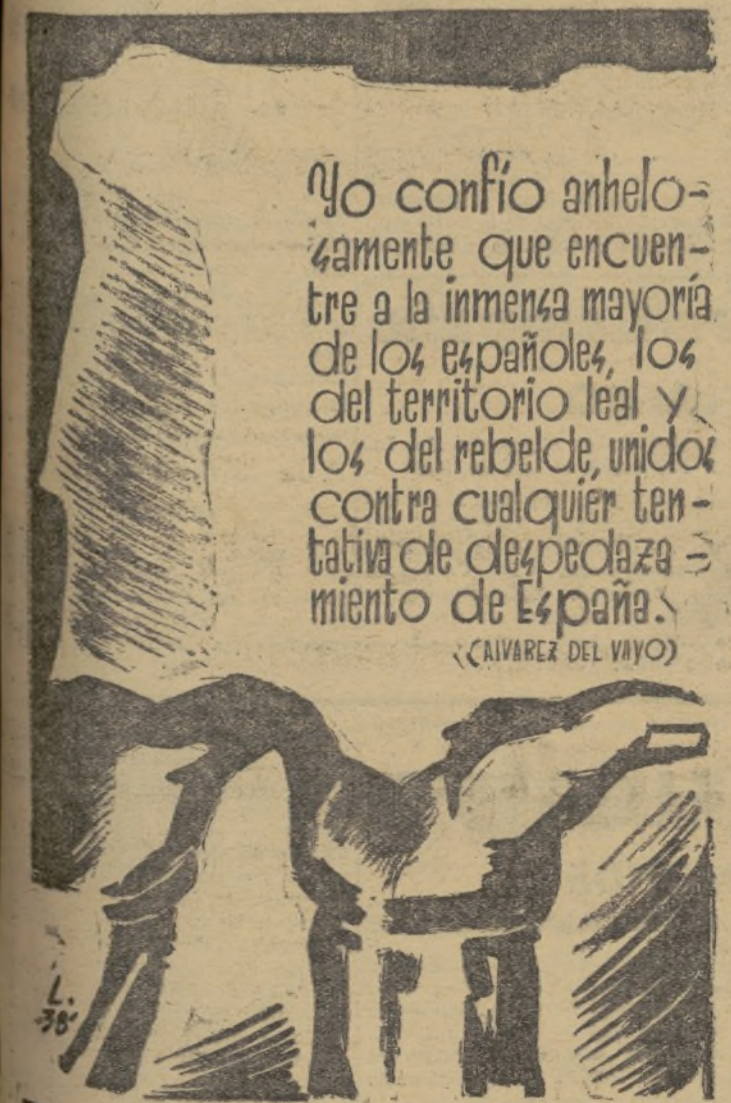 Yo confío anhelo-
samente que encuen-
tre a la inmensa mayoría
de los españoles, los
del territorio leal y
los del rebelde, unidos
contra cualquier ten-
tativa de despedaza-
miento de España.
(ALVAREZ DEL VAYO)
L.
38